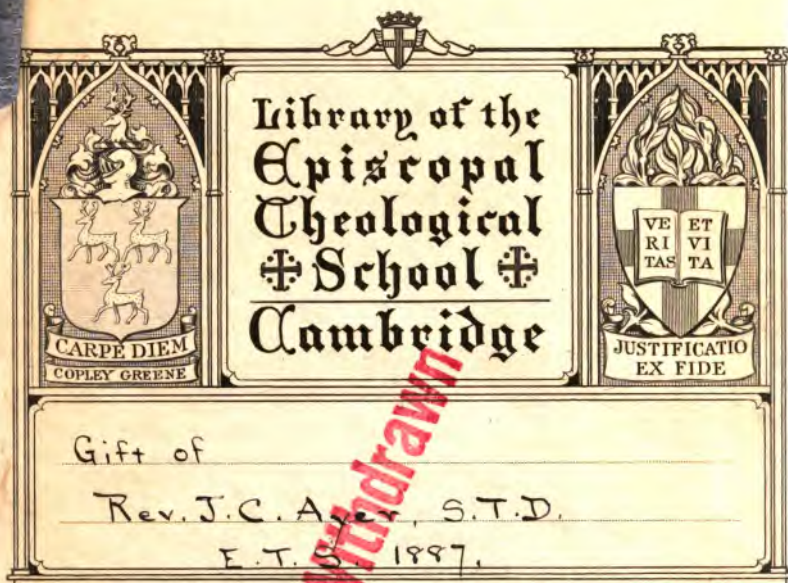 Library of the
Episcopal
Theological
School
Cambridge
CARPE DIEM
COPLEY GREENE
VE ET
RI VI
TAS TA
JUSTIFICATIO
EX FIDE
Gift of
Rev. J. C. Ayer, S.T.D.
E.T.S. 1887.
Withdrawn